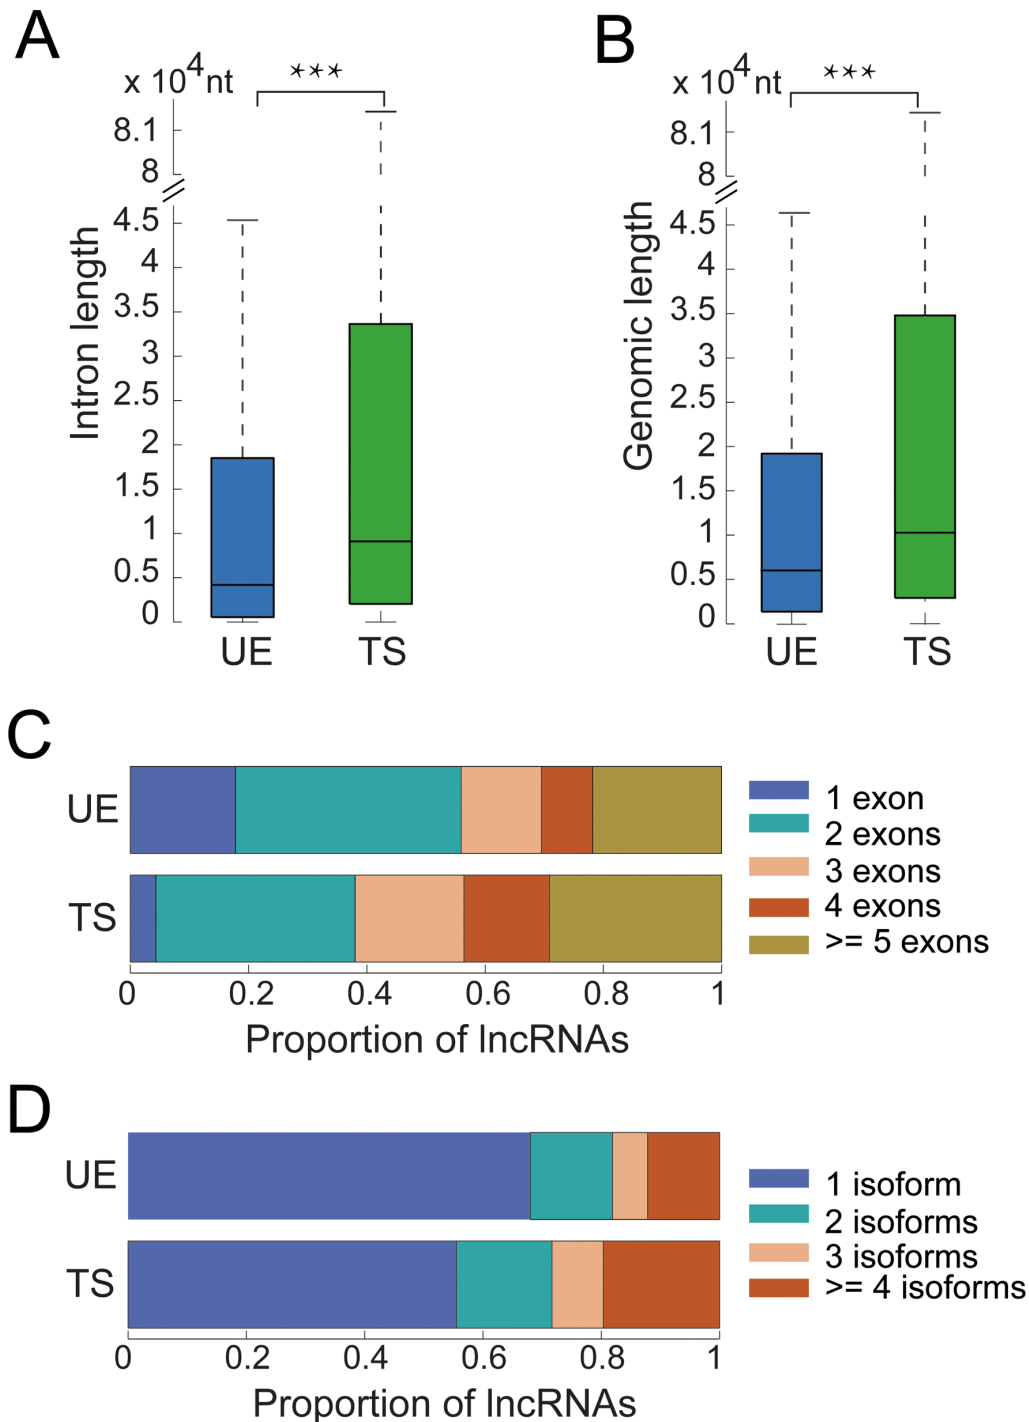 A
x 10⁴nt
***
8.1
8
4.5
4
3.5
3
2.5
2
1.5
1
0.5
0
Intron length
UE TS
B
x 10⁴nt
***
8.1
8
4.5
4
3.5
3
2.5
2
1.5
1
0.5
0
Genomic length
UE TS
C
UE
TS
0 0.2 0.4 0.6 0.8 1
Proportion of lncRNAs
1 exon
2 exons
3 exons
4 exons
>= 5 exons
D
UE
TS
0 0.2 0.4 0.6 0.8 1
Proportion of lncRNAs
1 isoform
2 isoforms
3 isoforms
>= 4 isoforms